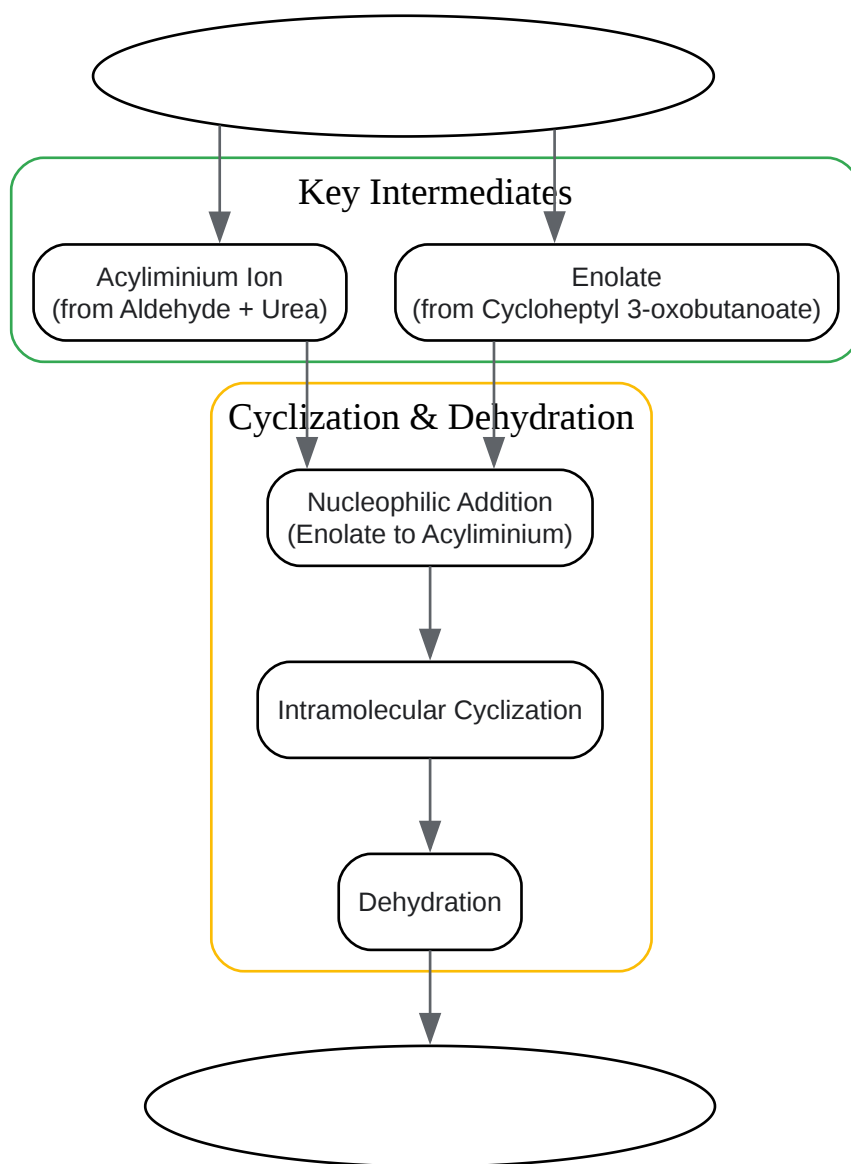 Key Intermediates
Acyliminium Ion
(from Aldehyde + Urea)
Enolate
(from Cycloheptyl 3-oxobutanoate)
Cyclization & Dehydration
Nucleophilic Addition
(Enolate to Acyliminium)
Intramolecular Cyclization
Dehydration